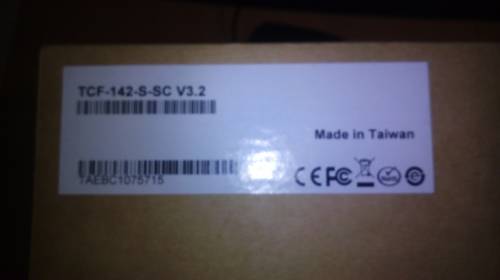 TCF-142-S-SC V3.2
Made in Taiwan
TAEBC1075715